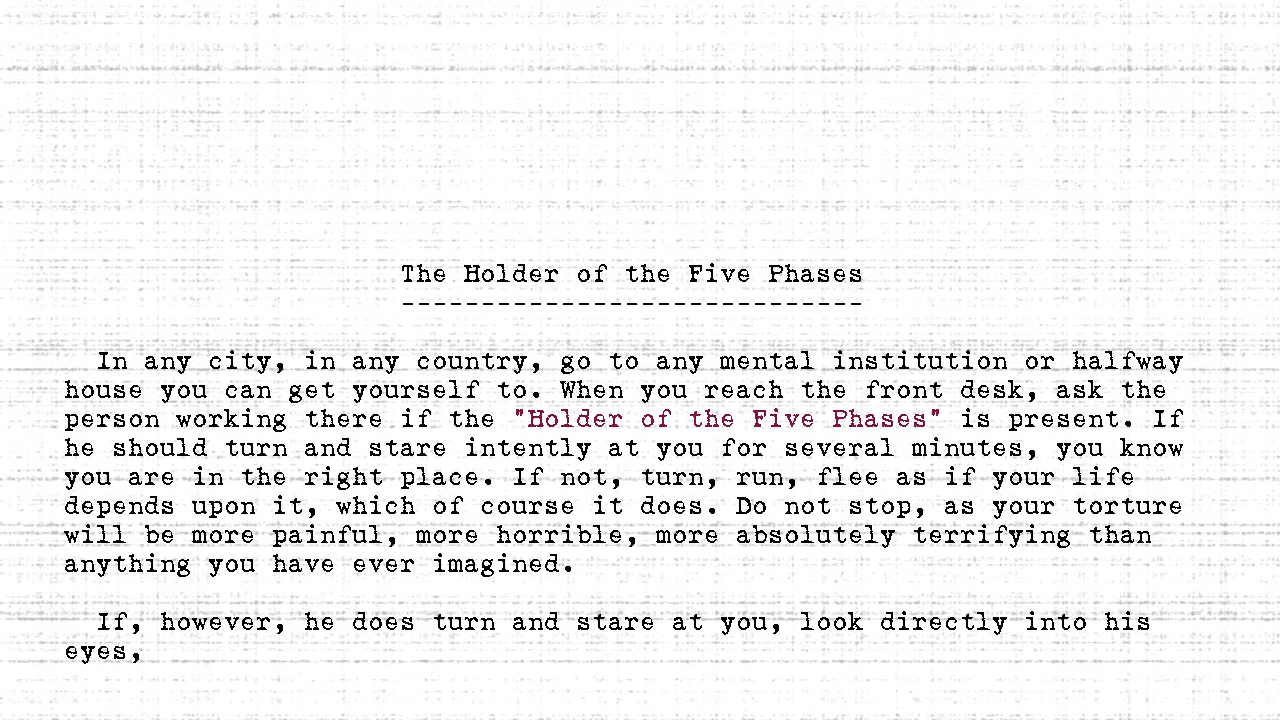 The Holder of the Five Phases
-----------------------------
In any city, in any country, go to any mental institution or halfway
house you can get yourself to. When you reach the front desk, ask the
person working there if the "Holder of the Five Phases" is present. If
he should turn and stare intently at you for several minutes, you know
you are in the right place. If not, turn, run, flee as if your life
depends upon it, which of course it does. Do not stop, as your torture
will be more painful, more horrible, more absolutely terrifying than
anything you have ever imagined.
If, however, he does turn and stare at you, look directly into his
eyes,